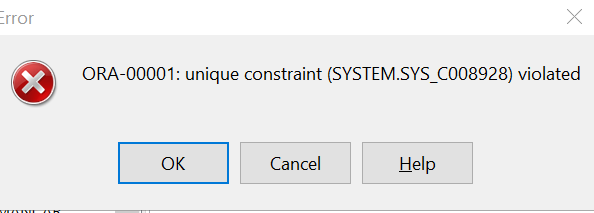 Error
ORA-00001: unique constraint (SYSTEM.SYS_C008928) violated
OK
Cancel
Help